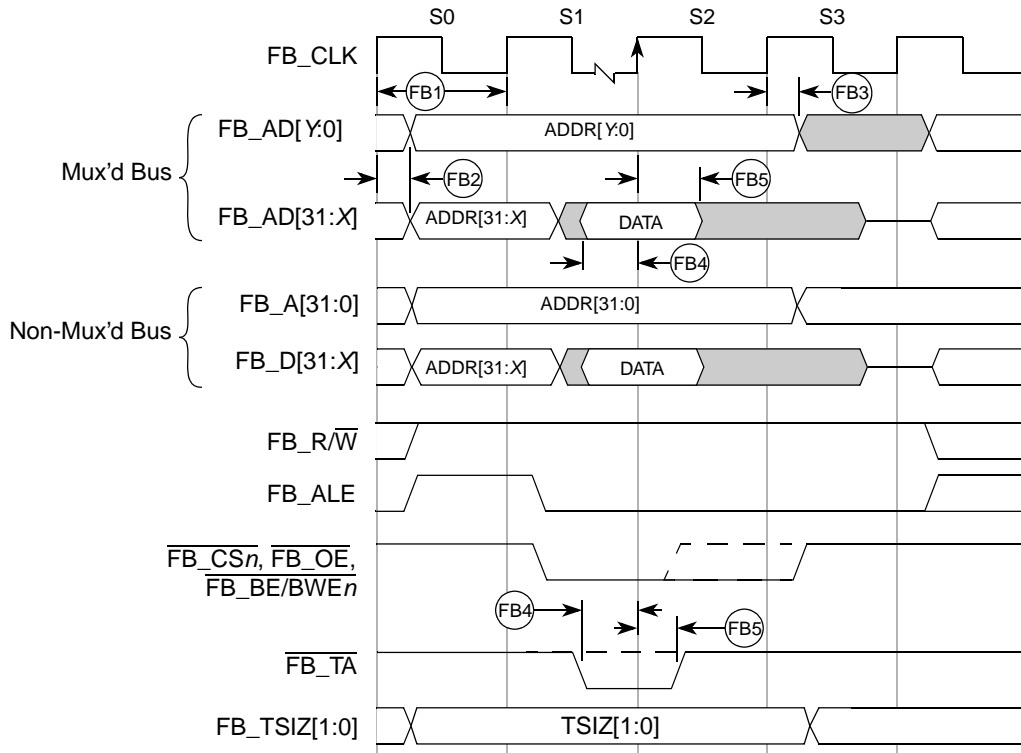 S0 S1 S2 S3
FB_CLK
FB1 FB3
FB_AD[Y:0] ADDR[Y:0]
Mux'd Bus
FB2 FB5
FB_AD[31:X] ADDR[31:X] DATA
FB4
FB_A[31:0] ADDR[31:0]
Non-Mux'd Bus
FB_D[31:X] ADDR[31:X] DATA
FB_R/W
FB_ALE
FB_CSn, FB_OE,
FB_BE/BWEn
FB4 FB5
FB_TA
FB_TSIZ[1:0] TSIZ[1:0]